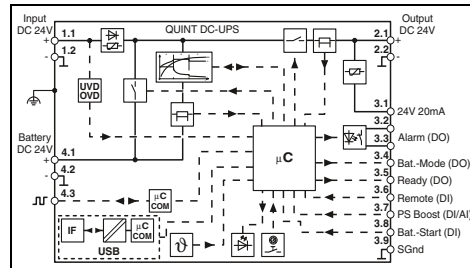 Input
DC 24V
QUINT DC-UPS
Output
DC 24V
1.1
+
1.2
-
2.1
+
2.2
-
UVD
OVD
3.1
24V 20mA
3.2
3.3
Alarm (DO)
Battery
DC 24V
4.1
+
4.2
-
4.3
µC
µC
COM
3.4
Bat.-Mode (DO)
3.5
Ready (DO)
3.6
Remote (DI)
3.7
PS Boost (DI/AI)
3.8
Bat.-Start (DI)
3.9
SGnd
IF
µC
COM
USB
ϑ